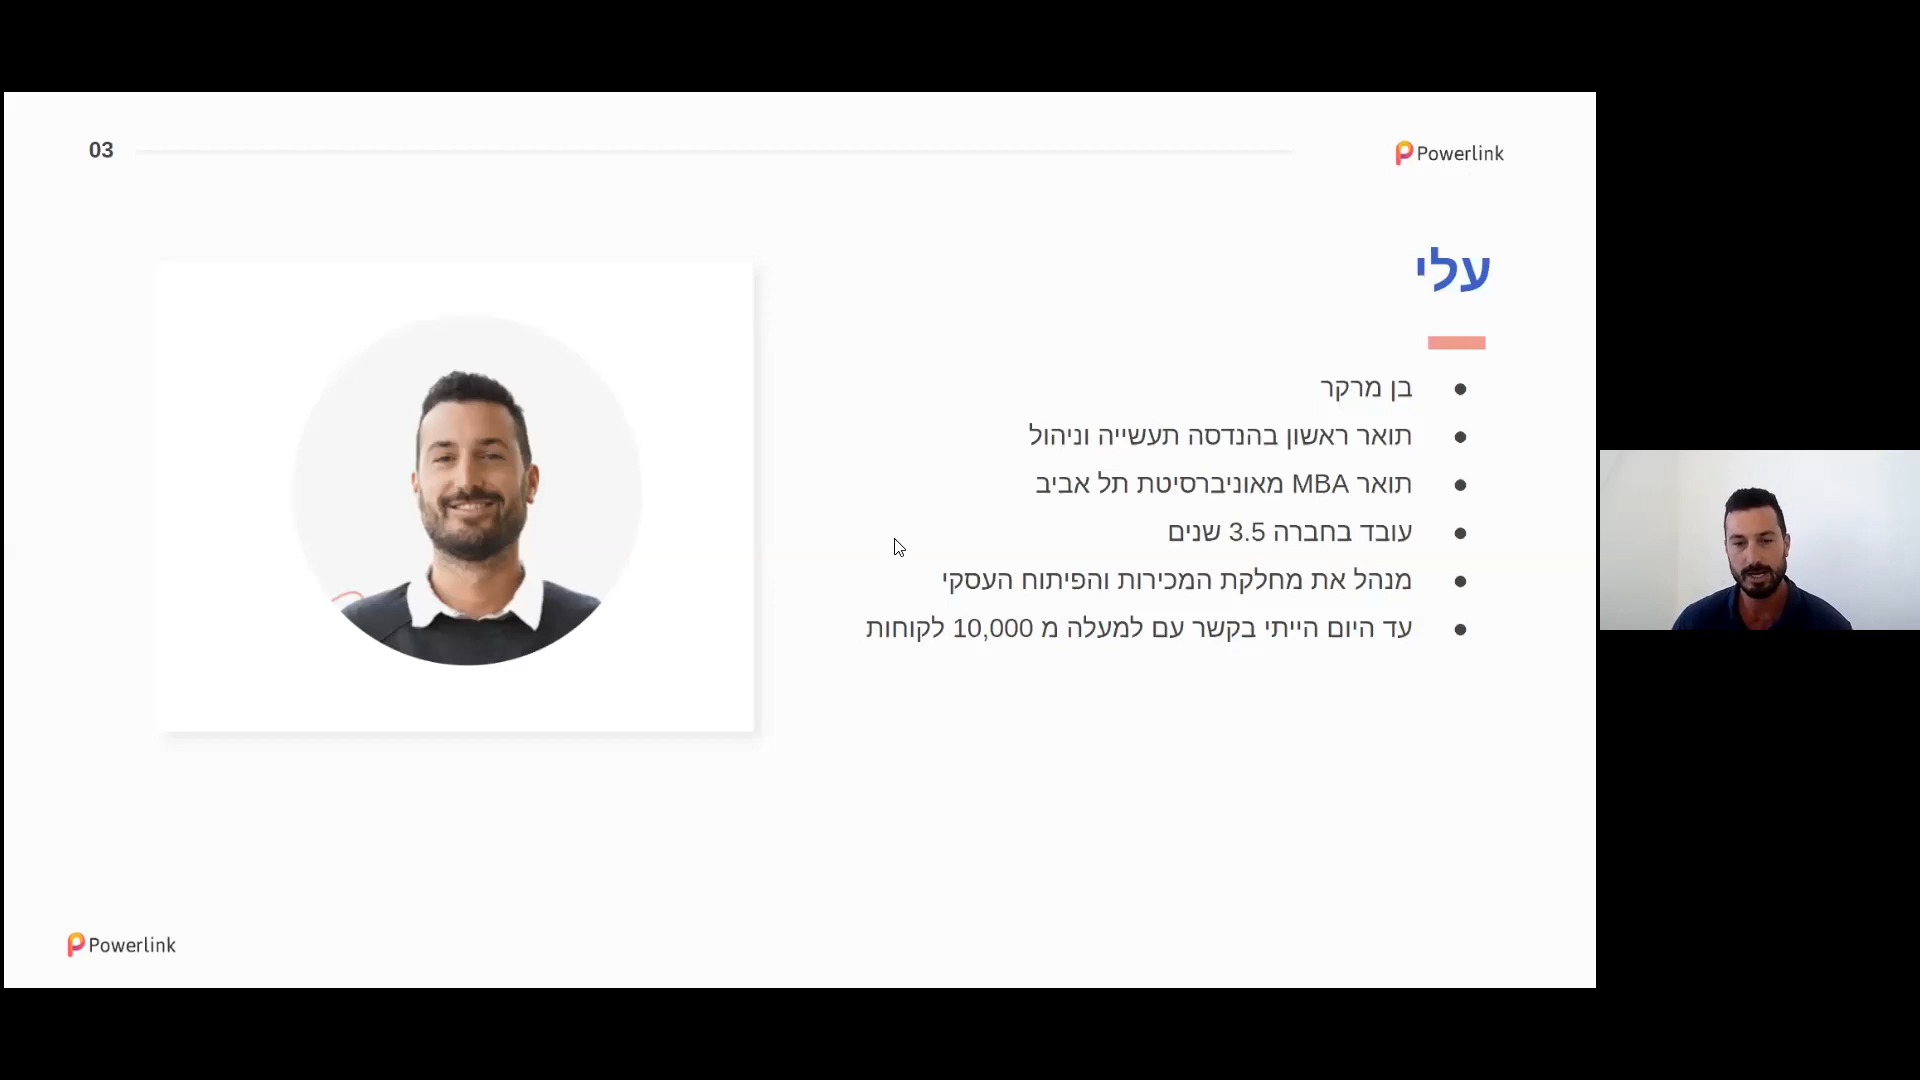 03
Powerlink
עלי
בן מרקר
תואר ראשון בהנדסה תעשייה וניהול
תואר MBA מאוניברסיטת תל אביב
עובד בחברה 3.5 שנים
מנהל את מחלקת המכירות והפיתוח העסקי
עד היום הייתי בקשר עם למעלה מ 10,000 לקוחות
Powerlink